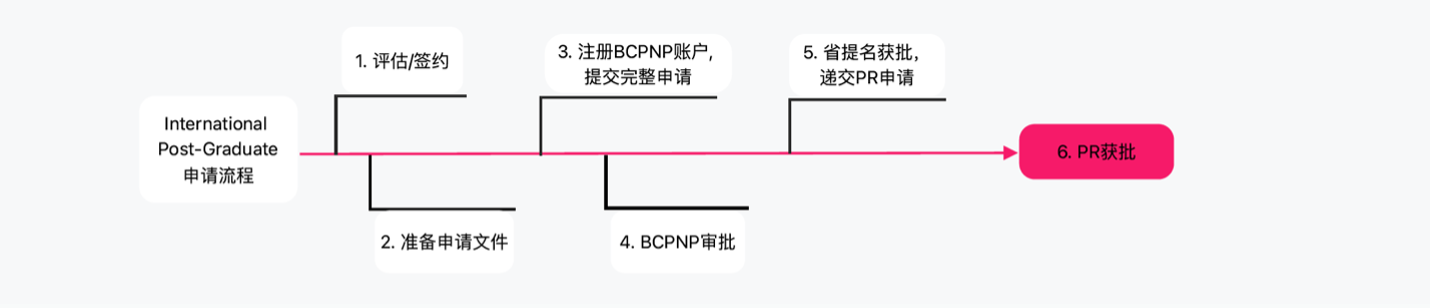 International
Post-Graduate
申请流程
1. 评估/签约
2. 准备申请文件
3. 注册BCPNP账户,
提交完整申请
4. BCPNP审批
5. 省提名获批，
递交PR申请
6. PR获批